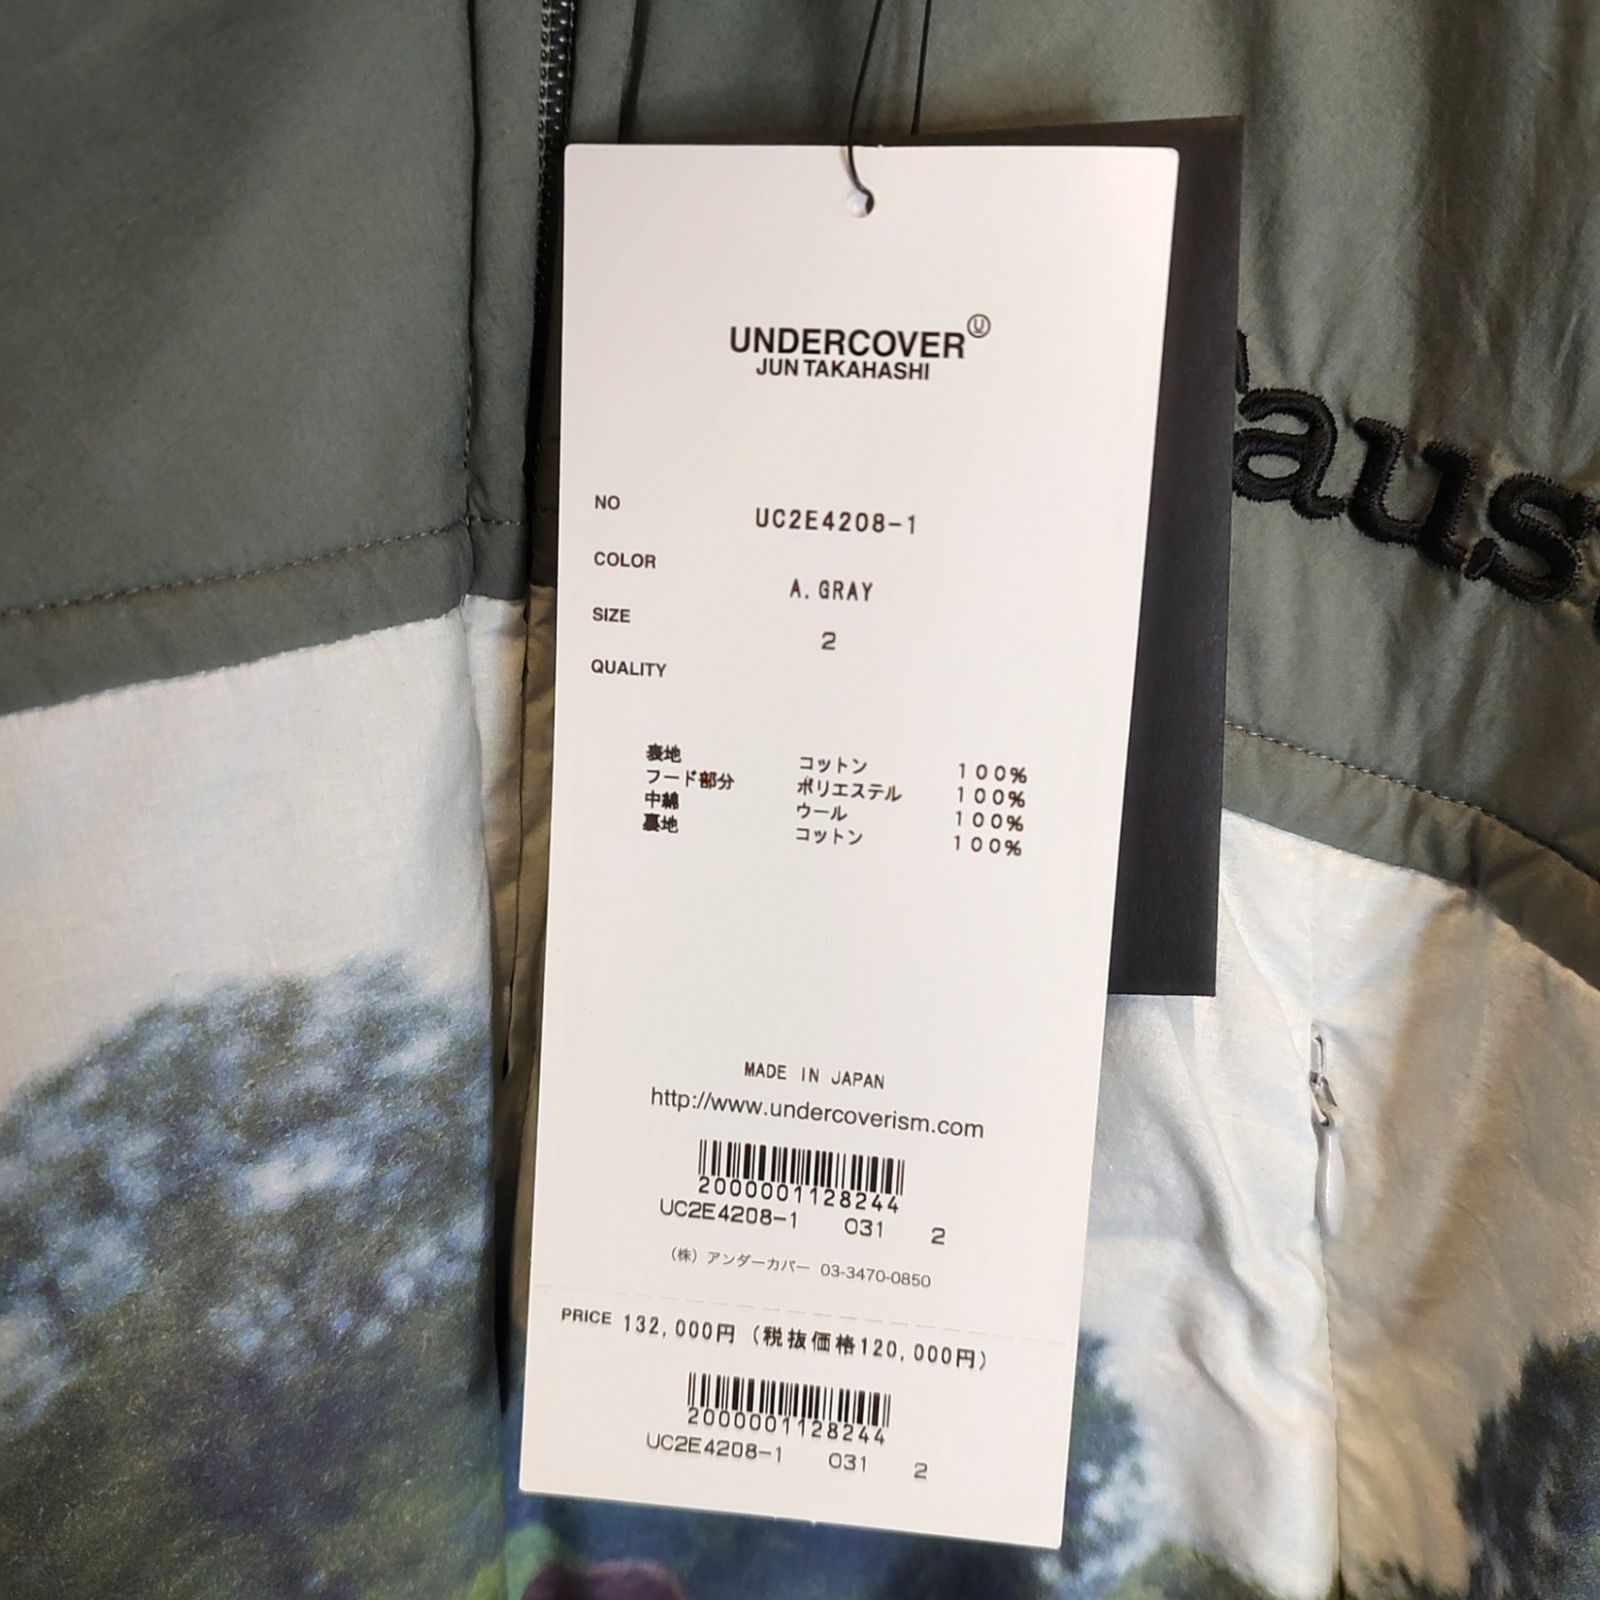 UNDERCOVER Ⓤ
JUN TAKAHASHI
NO UC2E4208-1
COLOR A.GRAY
SIZE 2
QUALITY
表地 コットン 100%
フード部分 ポリエステル 100%
中綿 ウール 100%
裏地 コットン 100%
MADE IN JAPAN
http://www.undercoverism.com
2000001128244
UC2E4208-1 031 2
(株) アンダーカバー 03-3470-0850
PRICE 132,000円 (税抜価格120,000円)
2000001128244
UC2E4208-1 031 2
aus